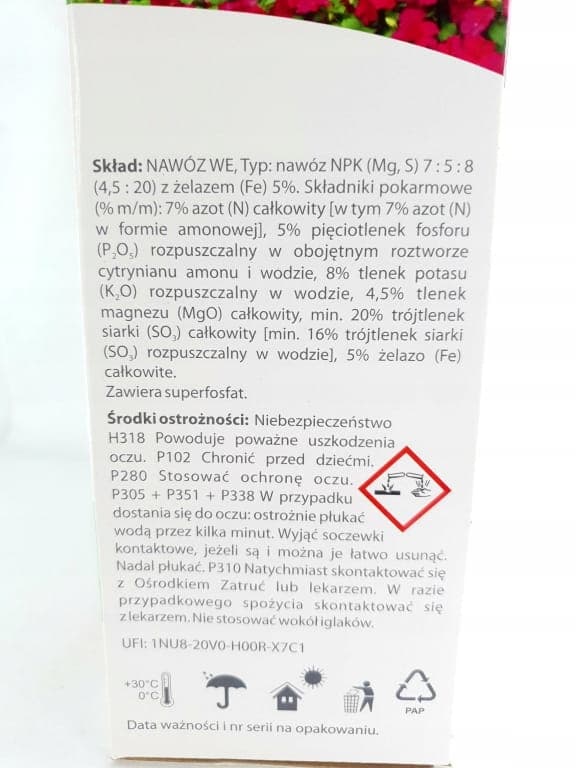 Skład: NAWÓZ WE, Typ: nawóz NPK (Mg, S) 7 : 5 : 8
(4,5 : 20) z żelazem (Fe) 5%. Składniki pokarmowe
(% m/m): 7% azot (N) całkowity [w tym 7% azot (N)
w formie amonowej], 5% pięciotlenek fosforu
(P₂O₅) rozpuszczalny w obojętnym roztworze
cytrynianu amonu i wodzie, 8% tlenek potasu
(K₂O) rozpuszczalny w wodzie, 4,5% tlenek
magnezu (MgO) całkowity, min. 20% trójtlenek
siarki (SO₃) całkowity [min. 16% trójtlenek siarki
(SO₃) rozpuszczalny w wodzie], 5% żelazo (Fe)
całkowite.
Zawiera superfosfat.
Środki ostrożności: Niebezpieczeństwo
H318 Powoduje poważne uszkodzenia
oczu. P102 Chronić przed dziećmi.
P280 Stosować ochronę oczu.
P305 + P351 + P338 W przypadku
dostania się do oczu: ostrożnie płukać
wodą przez kilka minut. Wyjąć soczewki
kontaktowe, jeżeli są i można je łatwo usunąć.
Nadal płukać. P310 Natychmiast skontaktować się
z Ośrodkiem Zatruć lub lekarzem. W razie
przypadkowego spożycia skontaktować się
z lekarzem. Nie stosować wokół iglaków.
UFI: 1NU8-20V0-H00R-X7C1
+30°C
0°C
PAP
Data ważności i nr serii na opakowaniu.